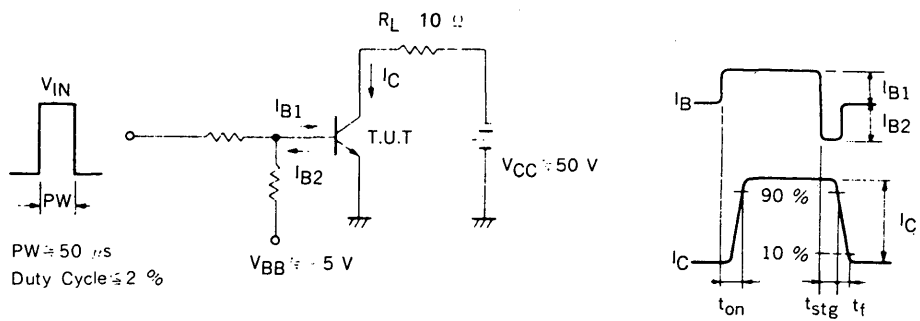 R_L 10 Ω
V_IN
I_C
I_B1
T.U.T
I_B2
V_CC ≒ 50 V
PW
PW ≒ 50 μs
Duty Cycle ≦ 2 %
V_BB ≒ -5 V
I_B
I_B1
I_B2
90 %
10 %
I_C
I_C
t_on
t_stg
t_f